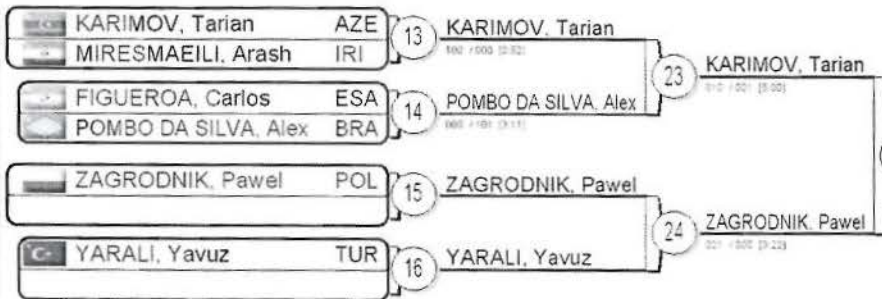 KARIMOV, Tarian AZE
MIRESMAEILI, Arash IRI
13
KARIMOV, Tarian
FIGUEROA, Carlos ESA
POMBO DA SILVA, Alex BRA
14
POMBO DA SILVA, Alex
23
KARIMOV, Tarian
ZAGRODNIK, Pawel POL
15
ZAGRODNIK, Pawel
YARALI, Yavuz TUR
16
YARALI, Yavuz
24
ZAGRODNIK, Pawel